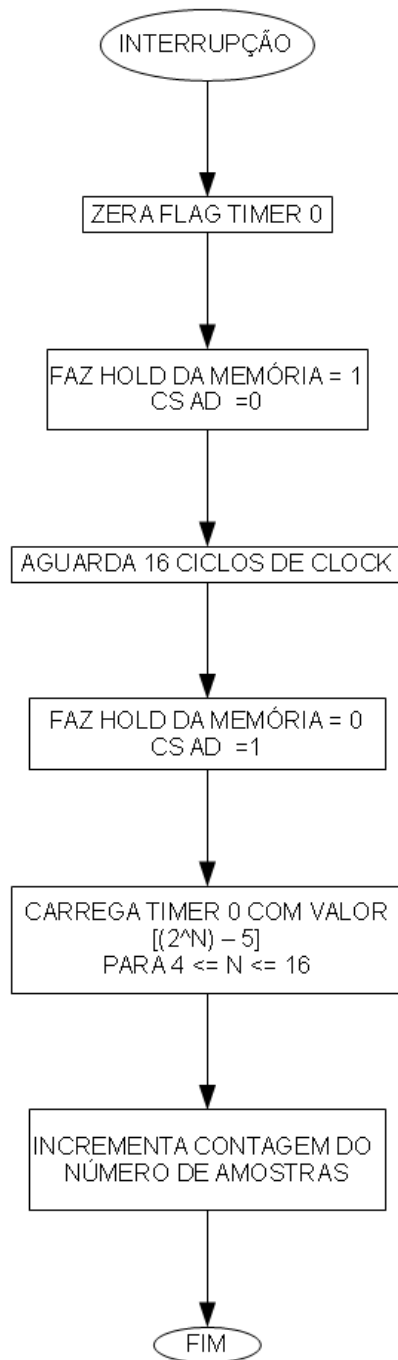 INTERRUPÇÃO
ZERA FLAG TIMER 0
FAZ HOLD DA MEMÓRIA = 1
CS AD =0
AGUARDA 16 CICLOS DE CLOCK
FAZ HOLD DA MEMÓRIA = 0
CS AD =1
CARREGA TIMER 0 COM VALOR
[(2^N) – 5]
PARA 4 <= N <= 16
INCREMENTA CONTAGEM DO
NÚMERO DE AMOSTRAS
FIM